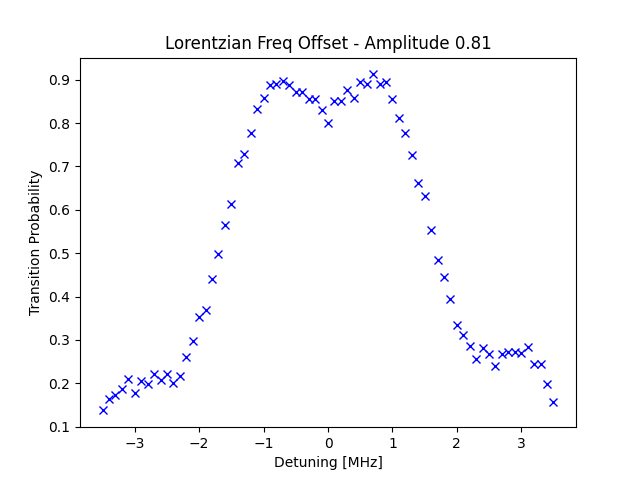 Lorentzian Freq Offset - Amplitude 0.81
Transition Probability
0.9
0.8
0.7
0.6
0.5
0.4
0.3
0.2
0.1
−3 −2 −1 0 1 2 3
Detuning [MHz]